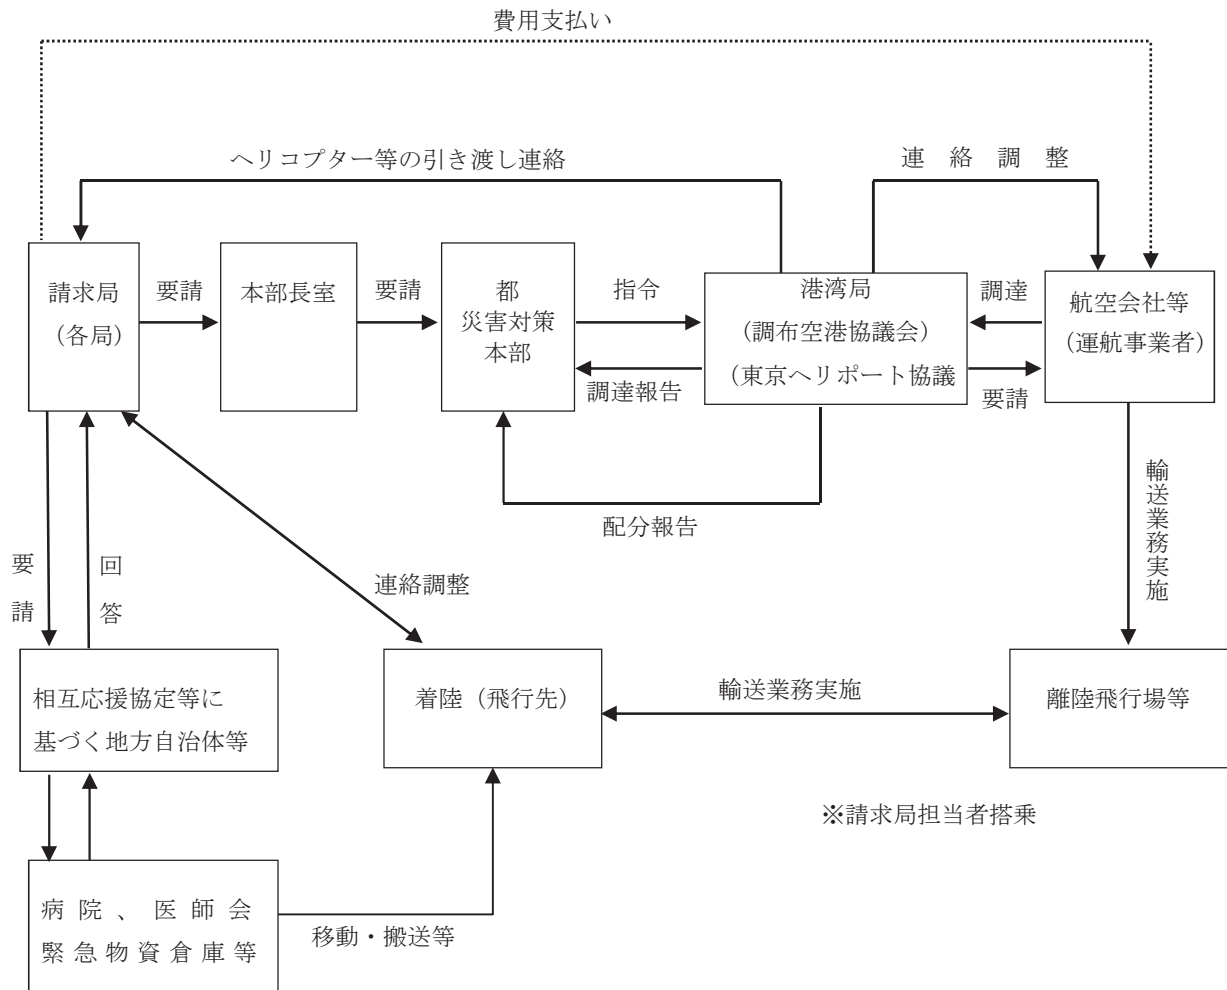 費用支払い
ヘリコプター等の引き渡し連絡
連絡調整
請求局
（各局）
要請
本部長室
要請
都
災害対策
本部
指令
調達報告
港湾局
（調布空港協議会）
（東京ヘリポート協議
調達
要請
航空会社等
（運航事業者）
配分報告
輸送業務実施
要請
回答
連絡調整
相互応援協定等に
基づく地方自治体等
着陸（飛行先）
輸送業務実施
離陸飛行場等
※請求局担当者搭乗
病院、医師会
緊急物資倉庫等
移動・搬送等